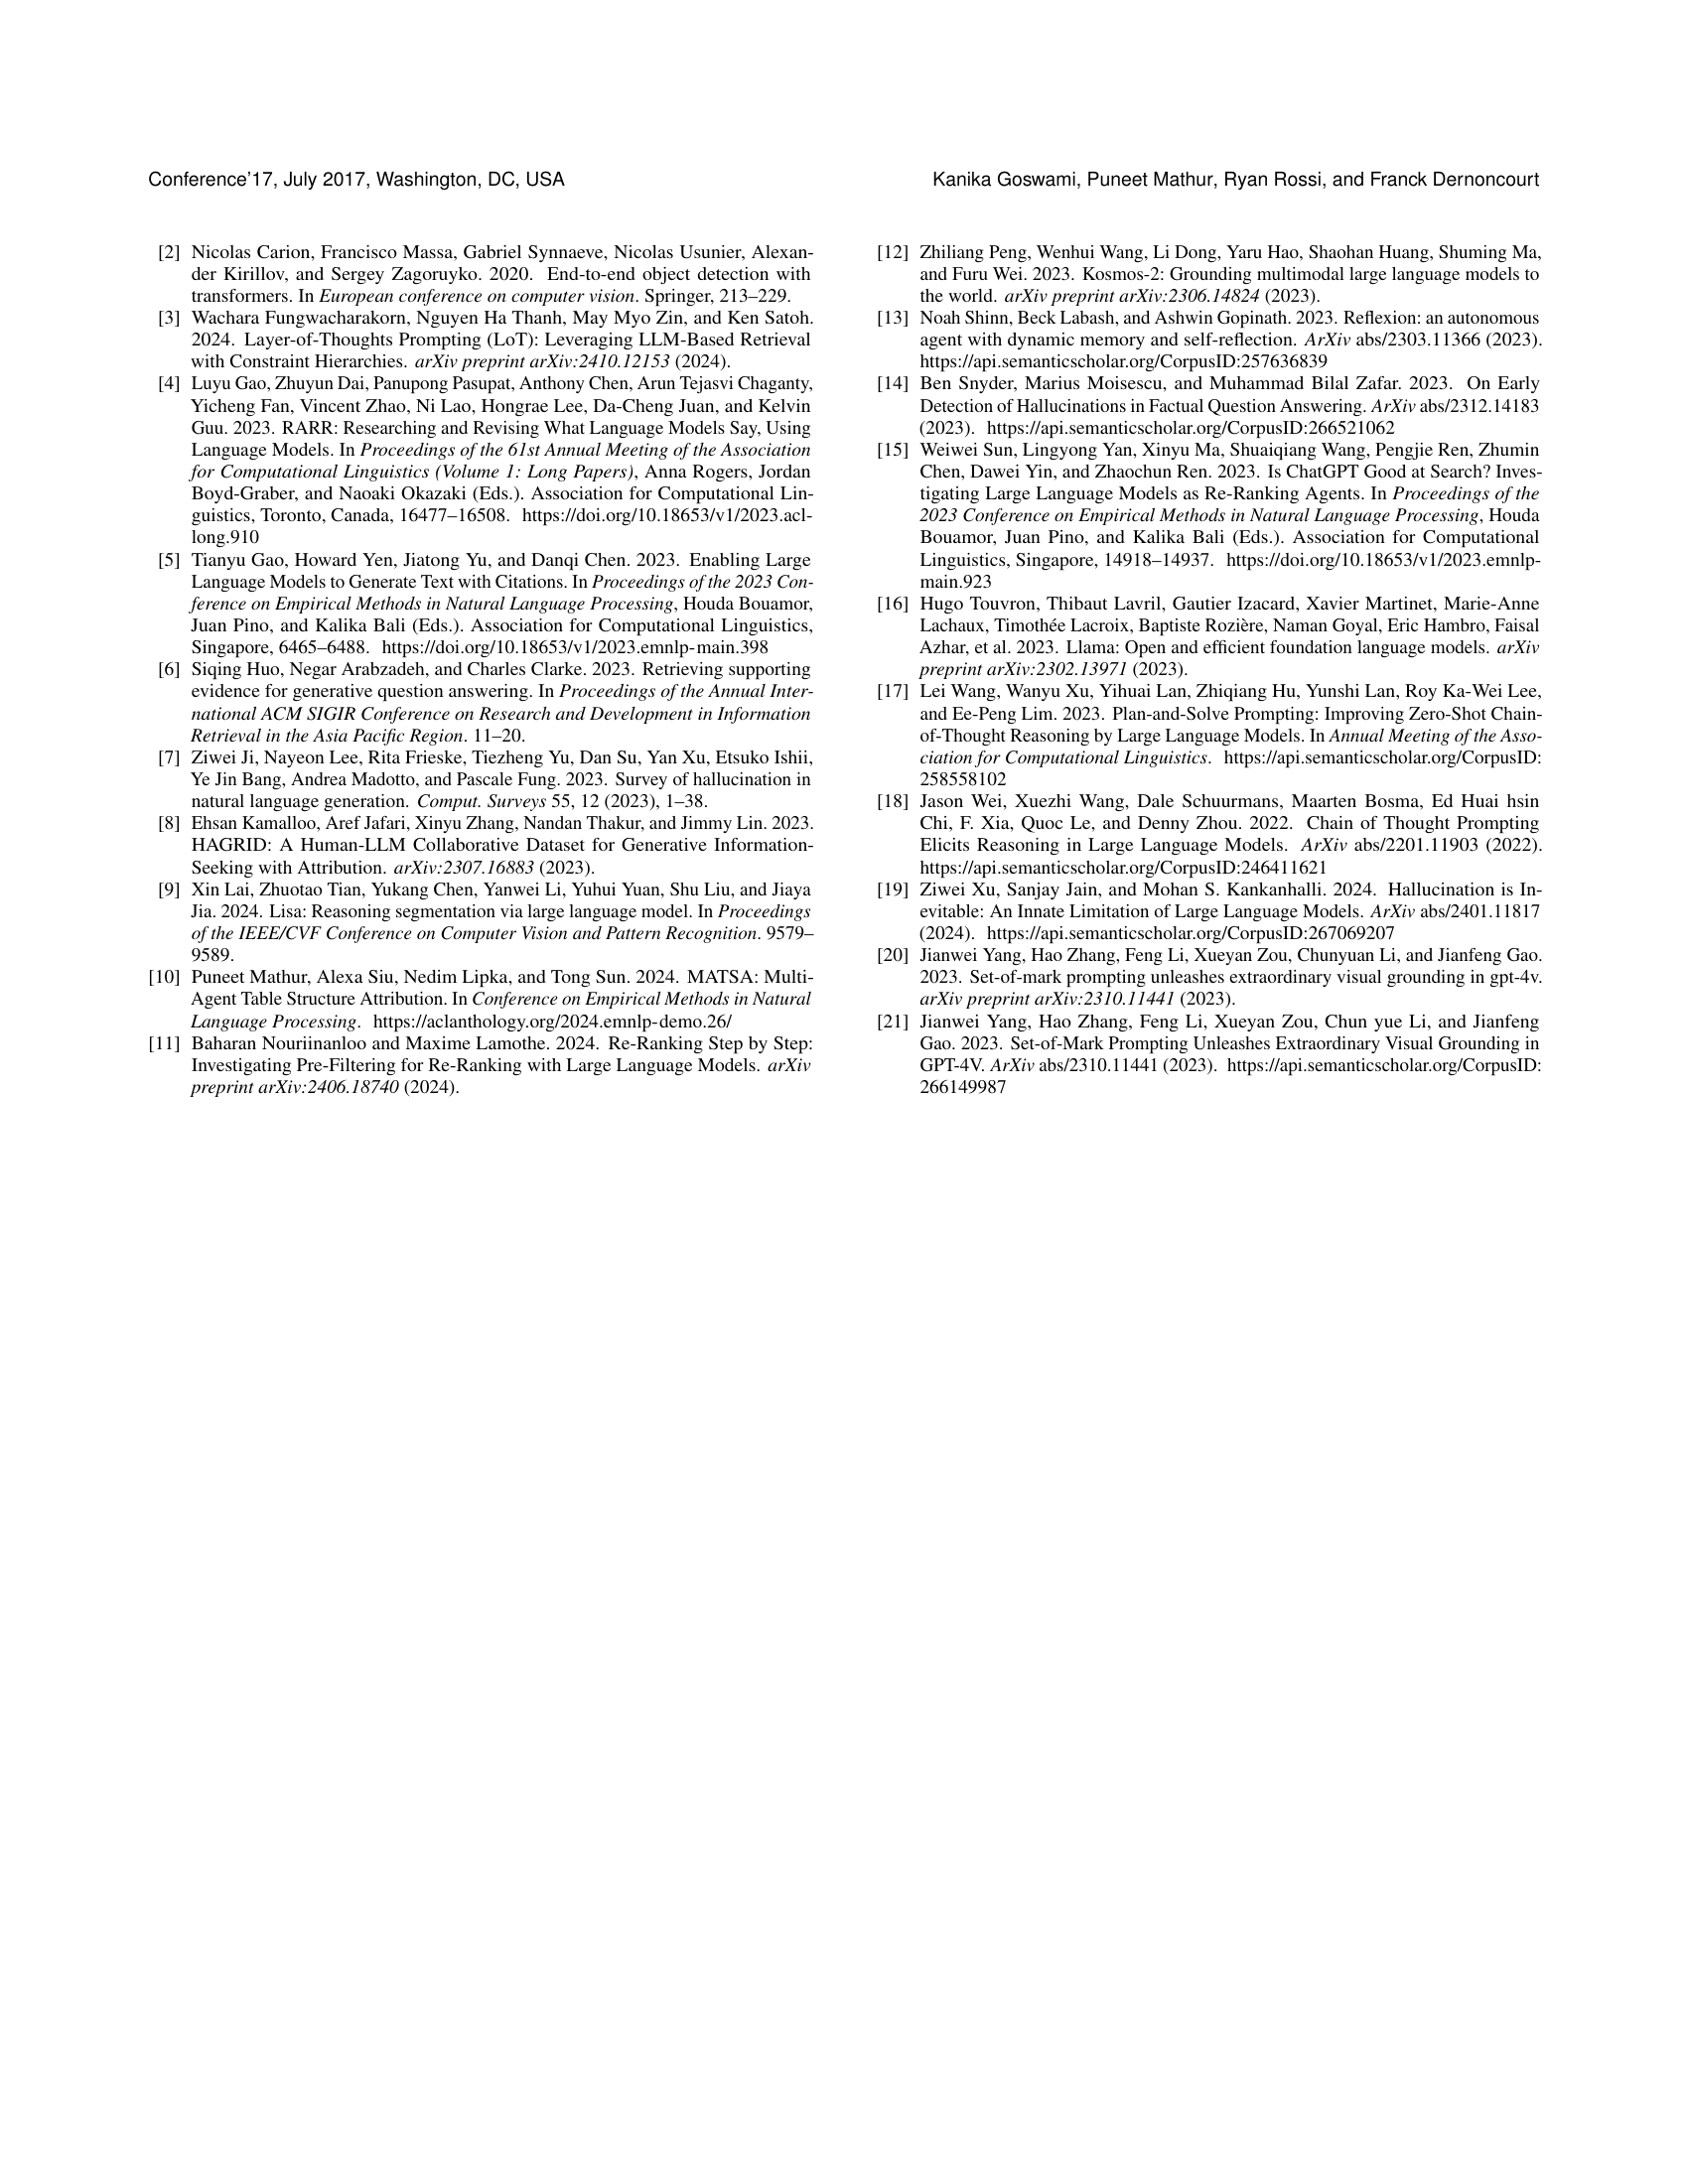 Conference'17, July 2017, Washington, DC, USA
Kanika Goswami, Puneet Mathur, Ryan Rossi, and Franck Dernoncourt
[2] Nicolas Carion, Francisco Massa, Gabriel Synnaeve, Nicolas Usunier, Alexan-
der Kirillov, and Sergey Zagoruyko. 2020. End-to-end object detection with
transformers. In European conference on computer vision. Springer, 213–229.
[3] Wachara Fungwacharakorn, Nguyen Ha Thanh, May Myo Zin, and Ken Satoh.
2024. Layer-of-Thoughts Prompting (LoT): Leveraging LLM-Based Retrieval
with Constraint Hierarchies. arXiv preprint arXiv:2410.12153 (2024).
[4] Luyu Gao, Zhuyun Dai, Panupong Pasupat, Anthony Chen, Arun Tejasvi Chaganty,
Yicheng Fan, Vincent Zhao, Ni Lao, Hongrae Lee, Da-Cheng Juan, and Kelvin
Guu. 2023. RARR: Researching and Revising What Language Models Say, Using
Language Models. In Proceedings of the 61st Annual Meeting of the Association
for Computational Linguistics (Volume 1: Long Papers), Anna Rogers, Jordan
Boyd-Graber, and Naoaki Okazaki (Eds.). Association for Computational Lin-
guistics, Toronto, Canada, 16477–16508. https://doi.org/10.18653/v1/2023.acl-
long.910
[5] Tianyu Gao, Howard Yen, Jiatong Yu, and Danqi Chen. 2023. Enabling Large
Language Models to Generate Text with Citations. In Proceedings of the 2023 Con-
ference on Empirical Methods in Natural Language Processing, Houda Bouamor,
Juan Pino, and Kalika Bali (Eds.). Association for Computational Linguistics,
Singapore, 6465–6488. https://doi.org/10.18653/v1/2023.emnlp-main.398
[6] Siqing Huo, Negar Arabzadeh, and Charles Clarke. 2023. Retrieving supporting
evidence for generative question answering. In Proceedings of the Annual Inter-
national ACM SIGIR Conference on Research and Development in Information
Retrieval in the Asia Pacific Region. 11–20.
[7] Ziwei Ji, Nayeon Lee, Rita Frieske, Tiezheng Yu, Dan Su, Yan Xu, Etsuko Ishii,
Ye Jin Bang, Andrea Madotto, and Pascale Fung. 2023. Survey of hallucination in
natural language generation. Comput. Surveys 55, 12 (2023), 1–38.
[8] Ehsan Kamalloo, Aref Jafari, Xinyu Zhang, Nandan Thakur, and Jimmy Lin. 2023.
HAGRID: A Human-LLM Collaborative Dataset for Generative Information-
Seeking with Attribution. arXiv:2307.16883 (2023).
[9] Xin Lai, Zhuotao Tian, Yukang Chen, Yanwei Li, Yuhui Yuan, Shu Liu, and Jiaya
Jia. 2024. Lisa: Reasoning segmentation via large language model. In Proceedings
of the IEEE/CVF Conference on Computer Vision and Pattern Recognition. 9579–
9589.
[10] Puneet Mathur, Alexa Siu, Nedim Lipka, and Tong Sun. 2024. MATSA: Multi-
Agent Table Structure Attribution. In Conference on Empirical Methods in Natural
Language Processing. https://aclanthology.org/2024.emnlp-demo.26/
[11] Baharan Nouriinanloo and Maxime Lamothe. 2024. Re-Ranking Step by Step:
Investigating Pre-Filtering for Re-Ranking with Large Language Models. arXiv
preprint arXiv:2406.18740 (2024).
[12] Zhiliang Peng, Wenhui Wang, Li Dong, Yaru Hao, Shaohan Huang, Shuming Ma,
and Furu Wei. 2023. Kosmos-2: Grounding multimodal large language models to
the world. arXiv preprint arXiv:2306.14824 (2023).
[13] Noah Shinn, Beck Labash, and Ashwin Gopinath. 2023. Reflexion: an autonomous
agent with dynamic memory and self-reflection. ArXiv abs/2303.11366 (2023).
https://api.semanticscholar.org/CorpusID:257636839
[14] Ben Snyder, Marius Moisescu, and Muhammad Bilal Zafar. 2023. On Early
Detection of Hallucinations in Factual Question Answering. ArXiv abs/2312.14183
(2023). https://api.semanticscholar.org/CorpusID:266521062
[15] Weiwei Sun, Lingyong Yan, Xinyu Ma, Shuaiqiang Wang, Pengjie Ren, Zhumin
Chen, Dawei Yin, and Zhaochun Ren. 2023. Is ChatGPT Good at Search? Inves-
tigating Large Language Models as Re-Ranking Agents. In Proceedings of the
2023 Conference on Empirical Methods in Natural Language Processing, Houda
Bouamor, Juan Pino, and Kalika Bali (Eds.). Association for Computational
Linguistics, Singapore, 14918–14937. https://doi.org/10.18653/v1/2023.emnlp-
main.923
[16] Hugo Touvron, Thibaut Lavril, Gautier Izacard, Xavier Martinet, Marie-Anne
Lachaux, Timothée Lacroix, Baptiste Rozière, Naman Goyal, Eric Hambro, Faisal
Azhar, et al. 2023. Llama: Open and efficient foundation language models. arXiv
preprint arXiv:2302.13971 (2023).
[17] Lei Wang, Wanyu Xu, Yihuai Lan, Zhiqiang Hu, Yunshi Lan, Roy Ka-Wei Lee,
and Ee-Peng Lim. 2023. Plan-and-Solve Prompting: Improving Zero-Shot Chain-
of-Thought Reasoning by Large Language Models. In Annual Meeting of the Asso-
ciation for Computational Linguistics. https://api.semanticscholar.org/CorpusID:
258558102
[18] Jason Wei, Xuezhi Wang, Dale Schuurmans, Maarten Bosma, Ed Huai hsin
Chi, F. Xia, Quoc Le, and Denny Zhou. 2022. Chain of Thought Prompting
Elicits Reasoning in Large Language Models. ArXiv abs/2201.11903 (2022).
https://api.semanticscholar.org/CorpusID:246411621
[19] Ziwei Xu, Sanjay Jain, and Mohan S. Kankanhalli. 2024. Hallucination is In-
evitable: An Innate Limitation of Large Language Models. ArXiv abs/2401.11817
(2024). https://api.semanticscholar.org/CorpusID:267069207
[20] Jianwei Yang, Hao Zhang, Feng Li, Xueyan Zou, Chunyuan Li, and Jianfeng Gao.
2023. Set-of-mark prompting unleashes extraordinary visual grounding in gpt-4v.
arXiv preprint arXiv:2310.11441 (2023).
[21] Jianwei Yang, Hao Zhang, Feng Li, Xueyan Zou, Chun yue Li, and Jianfeng
Gao. 2023. Set-of-Mark Prompting Unleashes Extraordinary Visual Grounding in
GPT-4V. ArXiv abs/2310.11441 (2023). https://api.semanticscholar.org/CorpusID:
266149987